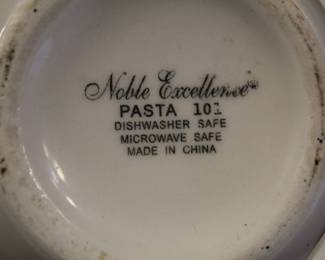 Noble Excellence®
PASTA 101
DISHWASHER SAFE
MICROWAVE SAFE
MADE IN CHINA